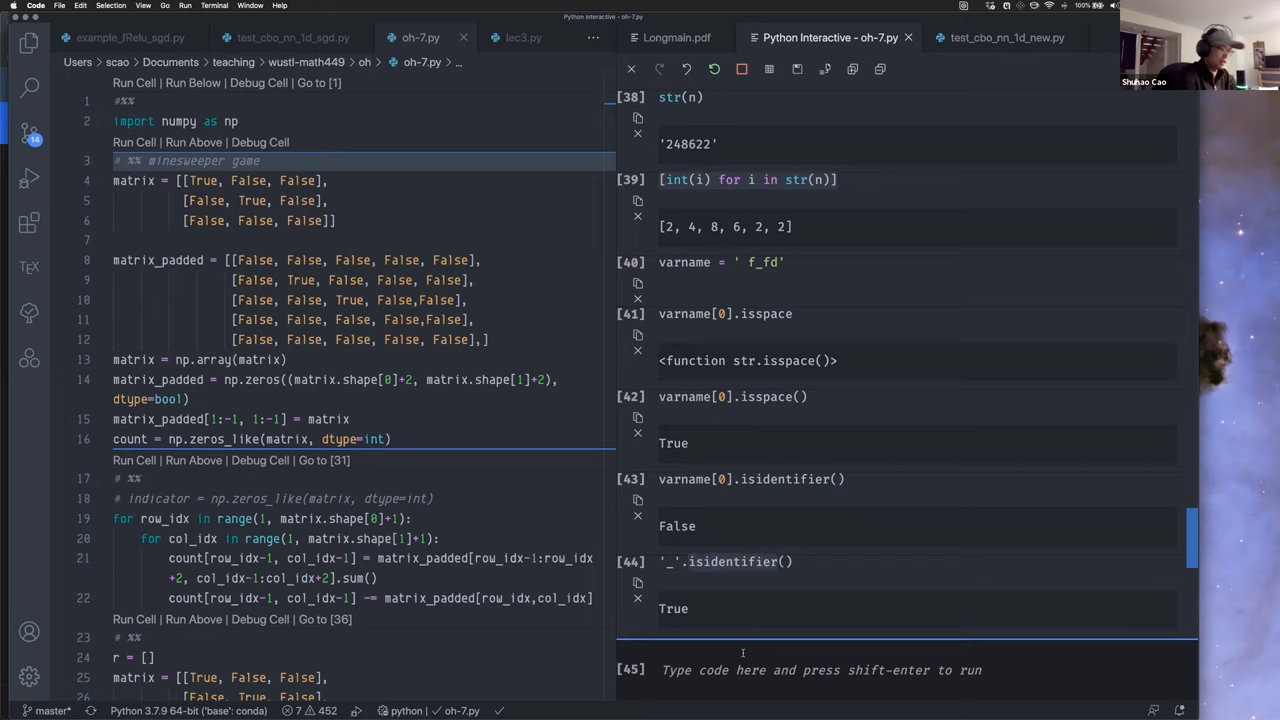 Code File Edit Selection View Go Run Terminal Window Help
100%
Python Interactive - oh-7.py
example_fRelu_sgd.py test_cbo_nn_1d_sgd.py oh-7.py lec3.py
Longmain.pdf Python Interactive - oh-7.py test_cbo_nn_1d_new.py
Shuhao Cao
Users > scao > Documents > teaching > wustl-math449 > oh > oh-7.py > ...
Run Cell | Run Below | Debug Cell | Go to [1]
1 #%%
2 import numpy as np
Run Cell | Run Above | Debug Cell
3 # %% minesweeper game
4 matrix = [[True, False, False],
5 [False, True, False],
6 [False, False, False]]
7
8 matrix_padded = [[False, False, False, False, False],
9 [False, True, False, False, False],
10 [False, False, True, False,False],
11 [False, False, False, False,False],
12 [False, False, False, False, False],]
13 matrix = np.array(matrix)
14 matrix_padded = np.zeros((matrix.shape[0]+2, matrix.shape[1]+2),
dtype=bool)
15 matrix_padded[1:-1, 1:-1] = matrix
16 count = np.zeros_like(matrix, dtype=int)
Run Cell | Run Above | Debug Cell | Go to [31]
17 # %%
18 # indicator = np.zeros_like(matrix, dtype=int)
19 for row_idx in range(1, matrix.shape[0]+1):
20 for col_idx in range(1, matrix.shape[1]+1):
21 count[row_idx-1, col_idx-1] = matrix_padded[row_idx-1:row_idx
+2, col_idx-1:col_idx+2].sum()
22 count[row_idx-1, col_idx-1] -= matrix_padded[row_idx,col_idx]
Run Cell | Run Above | Debug Cell | Go to [36]
23 # %%
24 r = []
25 matrix = [[True, False, False],
[False, True, False],
[38] str(n)
'248622'
[39] [int(i) for i in str(n)]
[2, 4, 8, 6, 2, 2]
[40] varname = ' f_fd'
[41] varname[0].isspace
<function str.isspace()>
[42] varname[0].isspace()
True
[43] varname[0].isidentifier()
False
[44] '_'.isidentifier()
True
[45] Type code here and press shift-enter to run
14
TEX
master* Python 3.7.9 64-bit ('base': conda) 7 452 python | oh-7.py